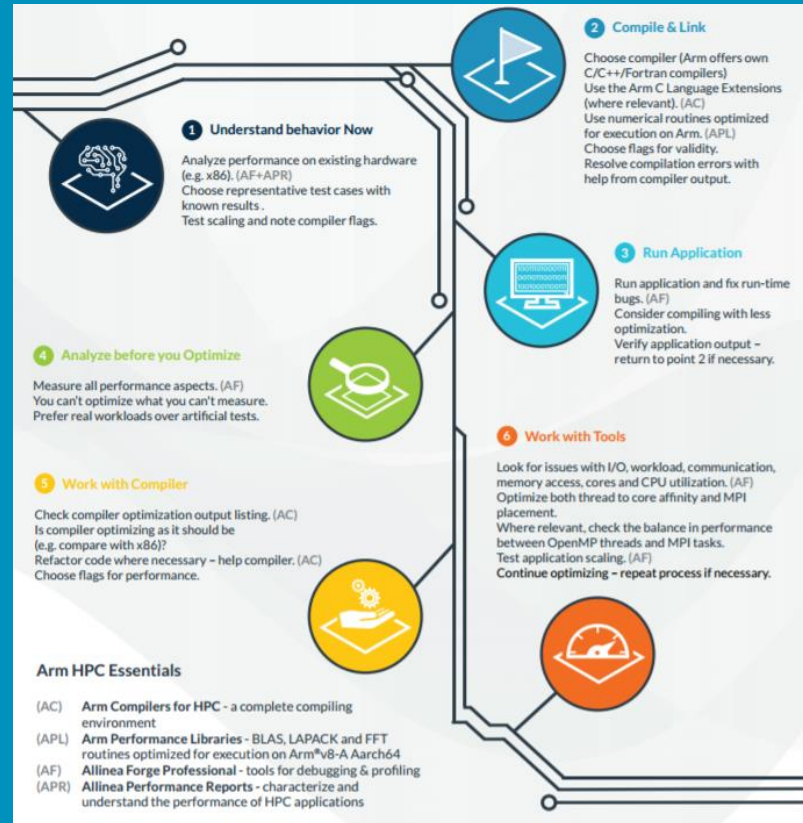 1 Understand behavior Now
Analyze performance on existing hardware
(e.g. x86). (AF+APR)
Choose representative test cases with
known results .
Test scaling and note compiler flags.
2 Compile & Link
Choose compiler (Arm offers own
C/C++/Fortran compilers)
Use the Arm C Language Extensions
(where relevant). (AC)
Use numerical routines optimized
for execution on Arm. (APL)
Choose flags for validity.
Resolve compilation errors with
help from compiler output.
3 Run Application
Run application and fix run-time
bugs. (AF)
Consider compiling with less
optimization.
Verify application output –
return to point 2 if necessary.
4 Analyze before you Optimize
Measure all performance aspects. (AF)
You can't optimize what you can't measure.
Prefer real workloads over artificial tests.
5 Work with Compiler
Check compiler optimization output listing. (AC)
Is compiler optimizing as it should be
(e.g. compare with x86)?
Refactor code where necessary – help compiler. (AC)
Choose flags for performance.
6 Work with Tools
Look for issues with I/O, workload, communication,
memory access, cores and CPU utilization. (AF)
Optimize both thread to core affinity and MPI
placement.
Where relevant, check the balance in performance
between OpenMP threads and MPI tasks.
Test application scaling. (AF)
Continue optimizing – repeat process if necessary.
Arm HPC Essentials
(AC) Arm Compilers for HPC - a complete compiling
environment
(APL) Arm Performance Libraries - BLAS, LAPACK and FFT
routines optimized for execution on Arm®v8-A Aarch64
(AF) Allinea Forge Professional - tools for debugging & profiling
(APR) Allinea Performance Reports - characterize and
understand the performance of HPC applications